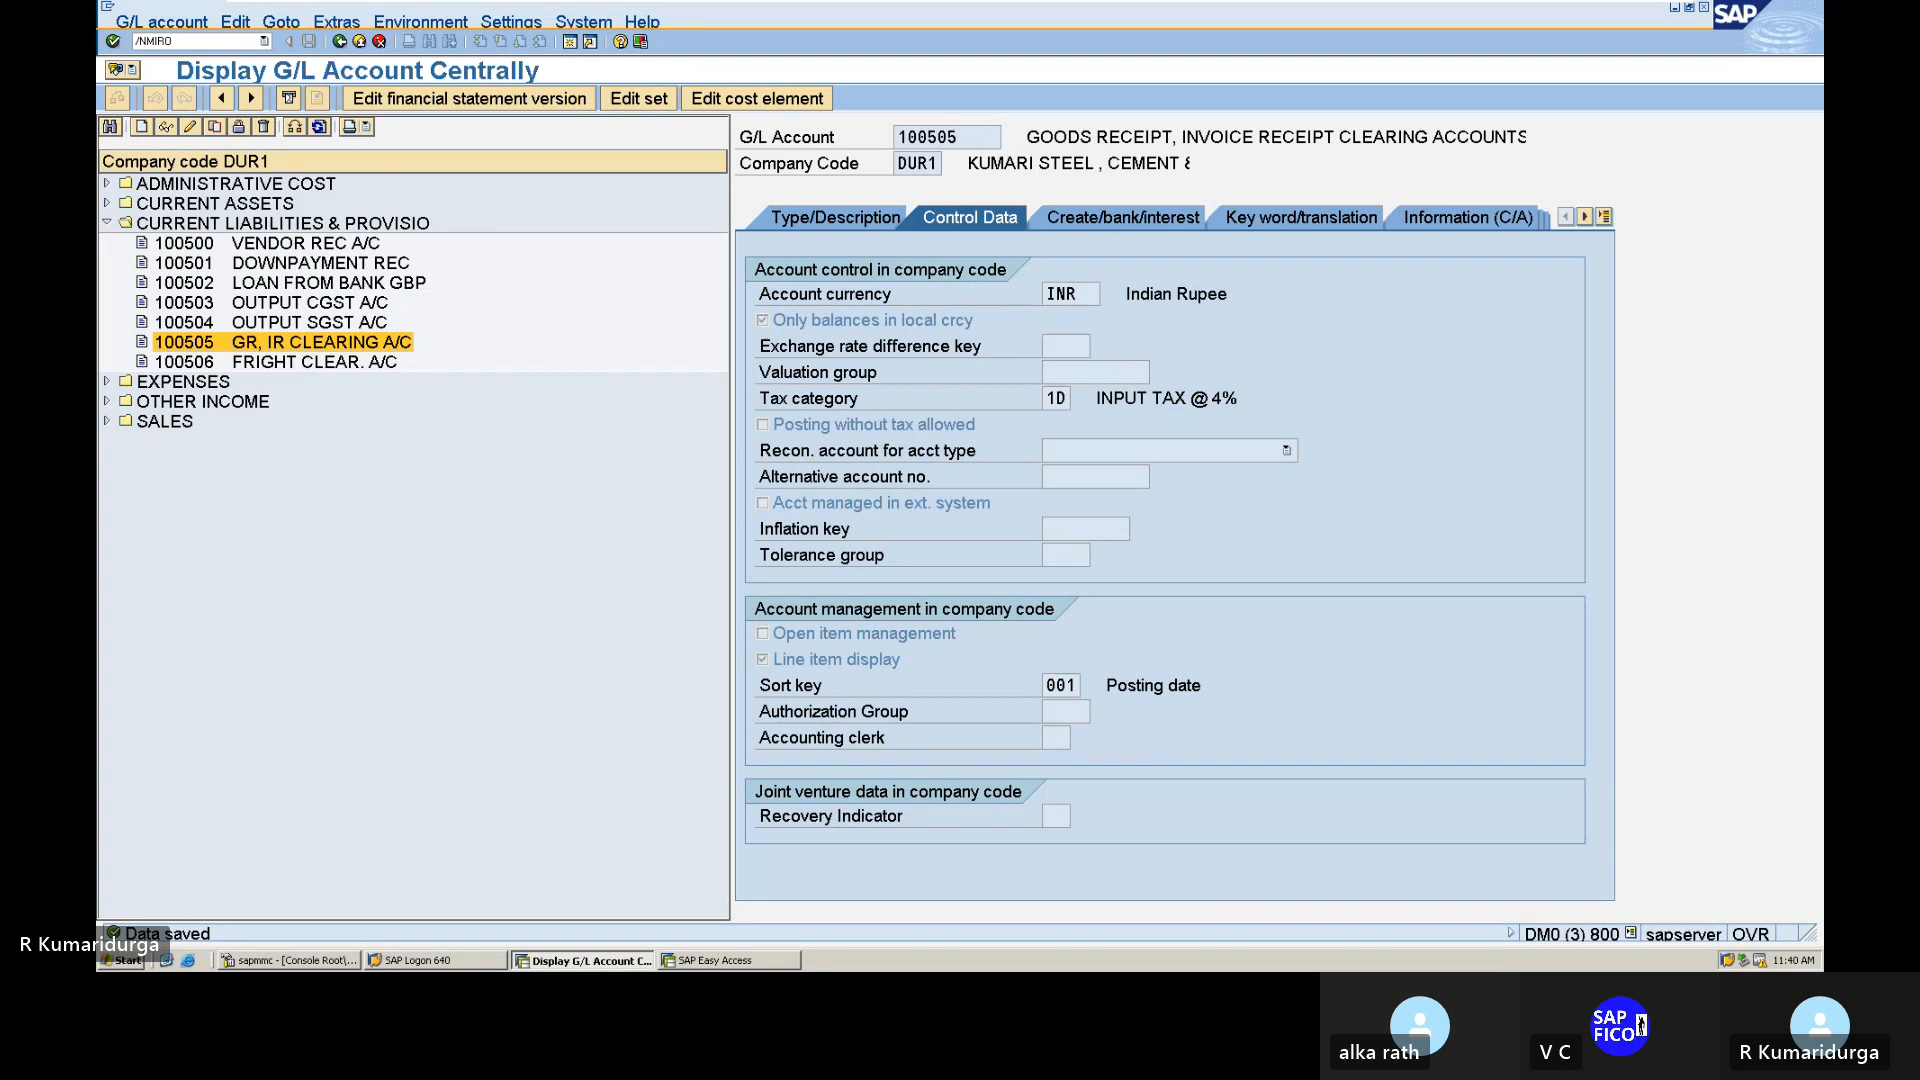 G/L account Edit Goto Extras Environment Settings System Help
SAP
/NMIRO
Display G/L Account Centrally
Edit financial statement version Edit set Edit cost element
Company code DUR1
ADMINISTRATIVE COST
CURRENT ASSETS
CURRENT LIABILITIES & PROVISIO
100500 VENDOR REC A/C
100501 DOWNPAYMENT REC
100502 LOAN FROM BANK GBP
100503 OUTPUT CGST A/C
100504 OUTPUT SGST A/C
100505 GR, IR CLEARING A/C
100506 FRIGHT CLEAR. A/C
EXPENSES
OTHER INCOME
SALES
G/L Account 100505 GOODS RECEIPT, INVOICE RECEIPT CLEARING ACCOUNTS
Company Code DUR1 KUMARI STEEL , CEMENT &
Type/Description Control Data Create/bank/interest Key word/translation Information (C/A)
Account control in company code
Account currency INR Indian Rupee
Only balances in local crcy
Exchange rate difference key
Valuation group
Tax category 1D INPUT TAX @ 4%
Posting without tax allowed
Recon. account for acct type
Alternative account no.
Acct managed in ext. system
Inflation key
Tolerance group
Account management in company code
Open item management
Line item display
Sort key 001 Posting date
Authorization Group
Accounting clerk
Joint venture data in company code
Recovery Indicator
Data saved
DM0 (3) 800 sapserver OVR
R Kumaridurga
Start sapmmc - [Console Root\... SAP Logon 640 Display G/L Account C... SAP Easy Access 11:40 AM
SAP FICO
alka rath V C R Kumaridurga